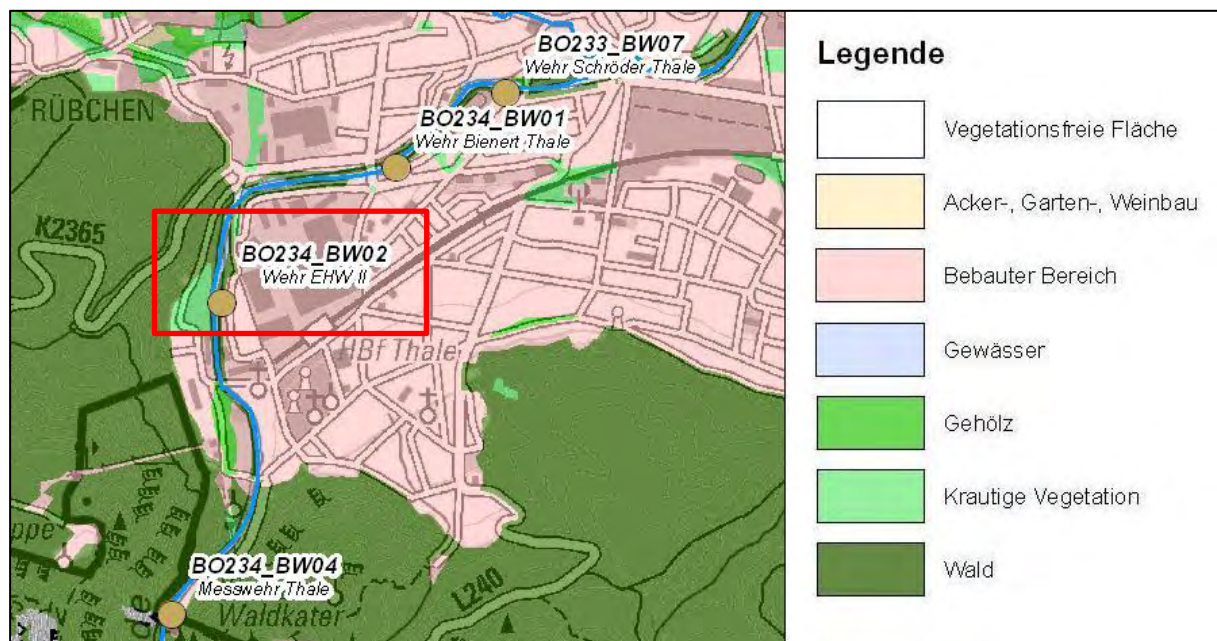 BO233_BW07
Wehr Schröder Thale
RÜBCHEN
BO234_BW01
Wehr Bienert Thale
K2365
BO234_BW02
Wehr EHW II
HBf Thale
BO234_BW04
Messwehr Thale
Waldkater
L240
Legende
Vegetationsfreie Fläche
Acker-, Garten-, Weinbau
Bebauter Bereich
Gewässer
Gehölz
Krautige Vegetation
Wald